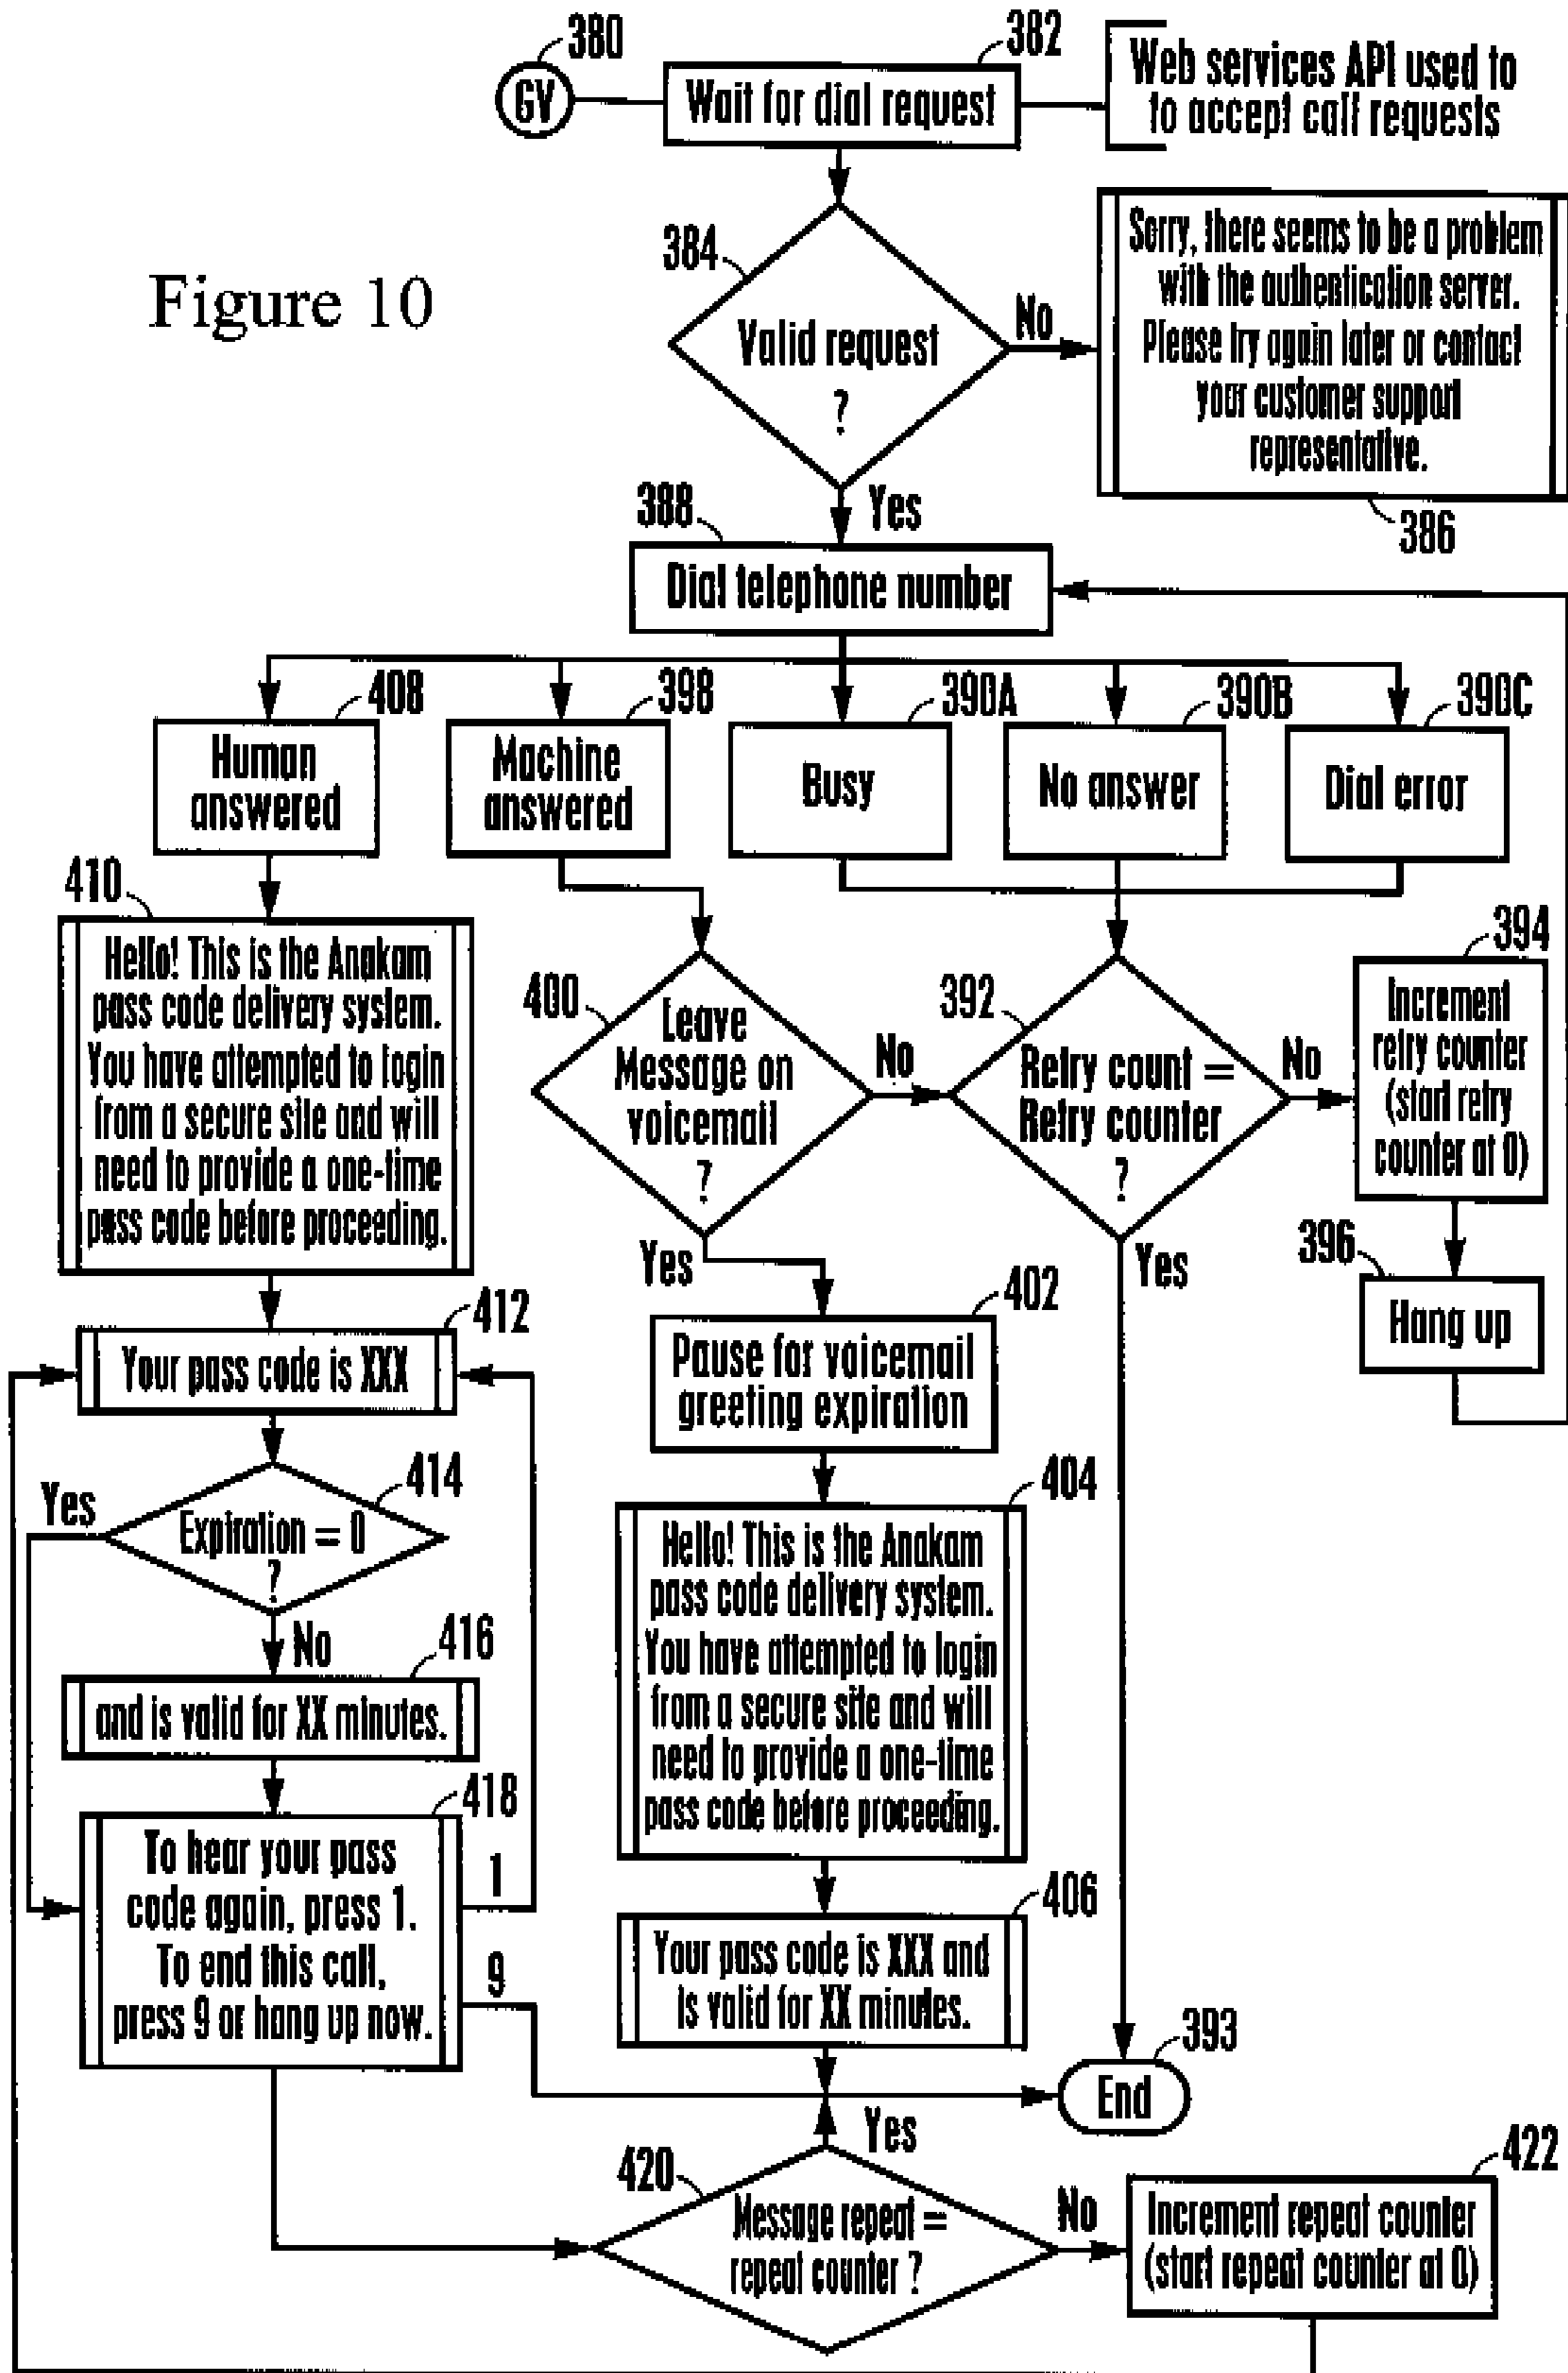 380
GV
382
Wait for dial request
Web services API used to
to accept call requests
Figure 10
384
Valid request
?
No
Sorry, there seems to be a problem
with the authentication server.
Please try again later or contact
your customer support
representative.
386
Yes
388
Dial telephone number
408
Human
answered
398
Machine
answered
390A
Busy
390B
No answer
390C
Dial error
410
Hello! This is the Anakam
pass code delivery system.
You have attempted to login
from a secure site and will
need to provide a one-time
pass code before proceeding.
400
Leave
Message on
voicemail
?
No
392
Retry count =
Retry counter
?
No
394
Increment
retry counter
(start retry
counter at 0)
396
Hang up
Yes
Yes
402
Pause for voicemail
greeting expiration
412
Your pass code is XXX
414
Yes
Expiration = 0
?
No
404
Hello! This is the Anakam
pass code delivery system.
You have attempted to login
from a secure site and will
need to provide a one-time
pass code before proceeding.
416
and is valid for XX minutes.
418
To hear your pass
code again, press 1.
To end this call,
press 9 or hang up now.
1
9
406
Your pass code is XXX and
is valid for XX minutes.
393
End
Yes
420
Message repeat =
repeat counter ?
No
422
Increment repeat counter
(start repeat counter at 0)